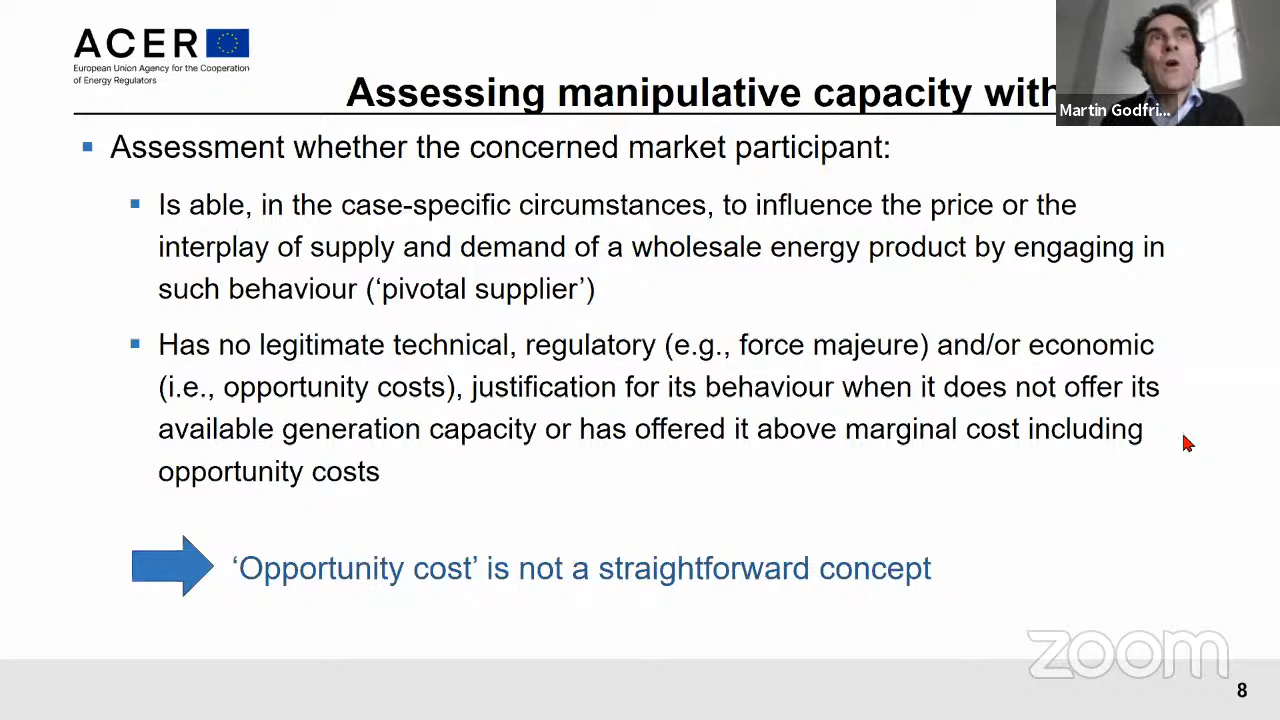 ACER
European Union Agency for the Cooperation
of Energy Regulators
Assessing manipulative capacity with
Martin Godfri...
▪ Assessment whether the concerned market participant:
▪ Is able, in the case-specific circumstances, to influence the price or the
interplay of supply and demand of a wholesale energy product by engaging in
such behaviour (‘pivotal supplier’)
▪ Has no legitimate technical, regulatory (e.g., force majeure) and/or economic
(i.e., opportunity costs), justification for its behaviour when it does not offer its
available generation capacity or has offered it above marginal cost including
opportunity costs
‘Opportunity cost’ is not a straightforward concept
zoom
8